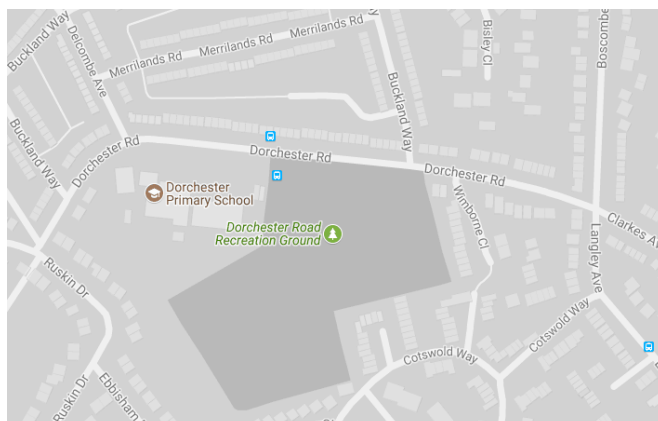 Buckland Way
Delcombe Ave
Merrilands Rd
Merrilands Rd
Bisley Cl
Boscombe
Buckland Way
Buckland Way
Dorchester Rd
Dorchester Rd
Dorchester Rd
Dorchester
Primary School
Wimborne Cl
Clarkes
Langley Ave
Dorchester Road
Recreation Ground
Ruskin Dr
Ruskin Dr
Ebbisham
Cotswold Way
Cotswold Way